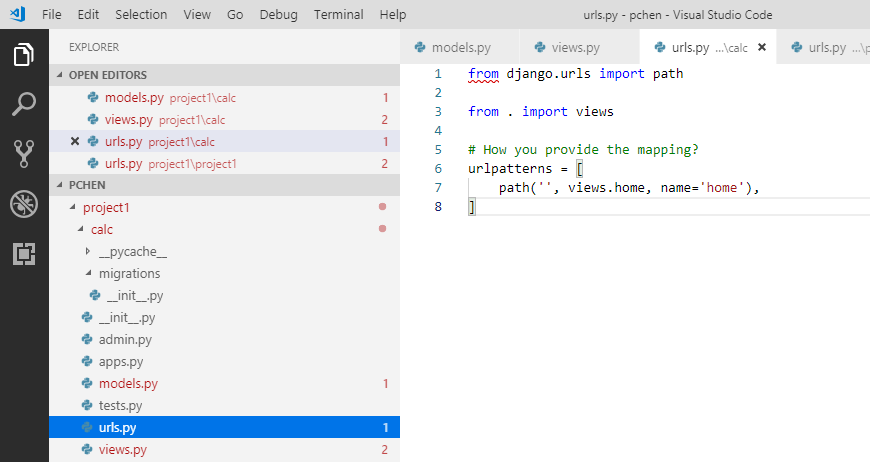 File Edit Selection View Go Debug Terminal Help urls.py - pchen - Visual Studio Code
EXPLORER
OPEN EDITORS
models.py project1\calc 1
views.py project1\calc 2
urls.py project1\calc 1
urls.py project1\project1 2
PCHEN
project1
calc
__pycache__
migrations
__init__.py
__init__.py
admin.py
apps.py
models.py 1
tests.py
urls.py 1
views.py 2
models.py views.py urls.py ...\calc urls.py ...\p
1 from django.urls import path
2
3 from . import views
4
5 # How you provide the mapping?
6 urlpatterns = [
7 path('', views.home, name='home'),
8 ]